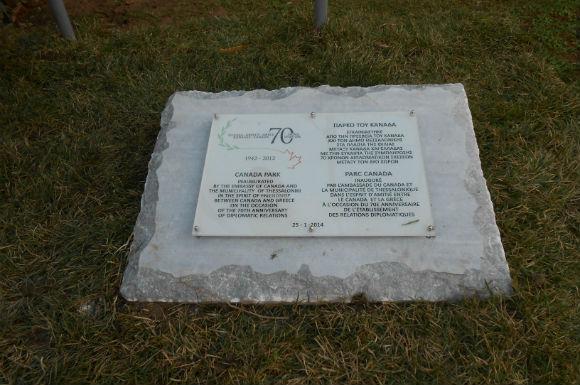 70
1942 - 2012
CANADA PARK
INAUGURATED
BY THE EMBASSY OF CANADA AND
THE MUNICIPALITY OF THESSALONIKI
IN THE SPIRIT OF FRIENDSHIP
BETWEEN CANADA AND GREECE
ON THE OCCASION
OF THE 70TH ANNIVERSARY
OF DIPLOMATIC RELATIONS
ΠΑΡΚΟ ΤΟΥ ΚΑΝΑΔΑ
ΕΓΚΑΙΝΙΑΣΤΗΚΕ
ΑΠΟ ΤΗΝ ΠΡΕΣΒΕΙΑ ΤΟΥ ΚΑΝΑΔΑ
ΚΑΙ ΤΟΝ ΔΗΜΟ ΘΕΣΣΑΛΟΝΙΚΗΣ
ΣΤΑ ΠΛΑΙΣΙΑ ΤΗΣ ΦΙΛΙΑΣ
ΜΕΤΑΞΥ ΚΑΝΑΔΑ ΚΑΙ ΕΛΛΑΔΑΣ
ΜΕ ΤΗΝ ΕΥΚΑΙΡΙΑ ΤΗΣ ΣΥΜΠΛΗΡΩΣΗΣ
70 ΧΡΟΝΩΝ ΔΙΠΛΩΜΑΤΙΚΩΝ ΣΧΕΣΕΩΝ
ΜΕΤΑΞΥ ΤΩΝ ΔΥΟ ΧΩΡΩΝ
PARC CANADA
INAUGURÉ
PAR L'AMBASSADE DU CANADA ET
LA MUNICIPALITÉ DE THESSALONIQUE
DANS L'ESPRIT D'AMITIÉ ENTRE
LE CANADA ET LA GRÈCE
À L'OCCASION DU 70E ANNIVERSAIRE
DE L'ÉTABLISSEMENT
DES RELATIONS DIPLOMATIQUES
25 - 1 - 2014